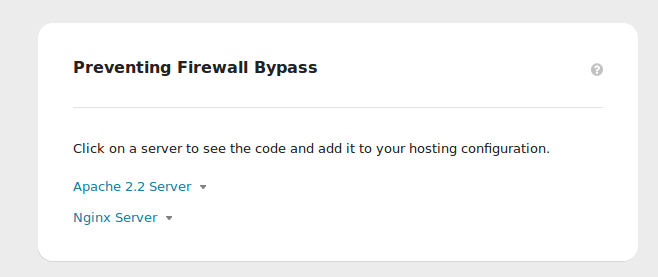 Preventing Firewall Bypass
?
Click on a server to see the code and add it to your hosting configuration.
Apache 2.2 Server
Nginx Server